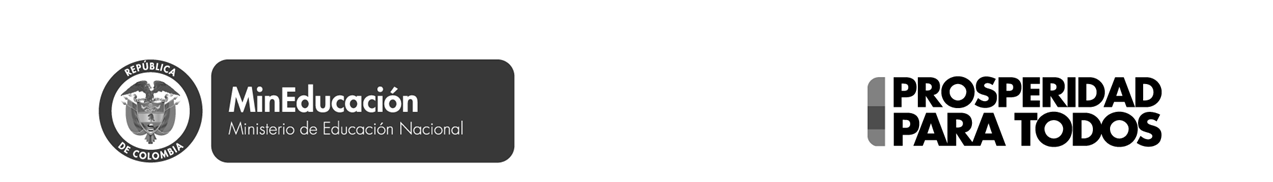 REPÚBLICA
DE COLOMBIA
MinEducación
Ministerio de Educación Nacional
PROSPERIDAD
PARA TODOS